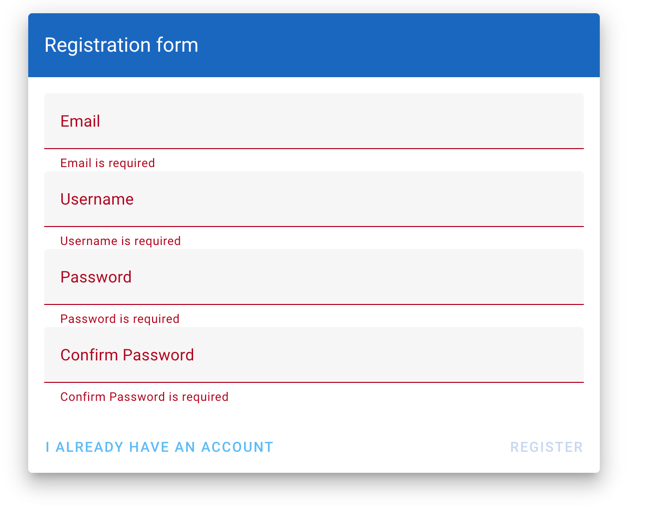 Registration form
Email
Email is required
Username
Username is required
Password
Password is required
Confirm Password
Confirm Password is required
I ALREADY HAVE AN ACCOUNT
REGISTER